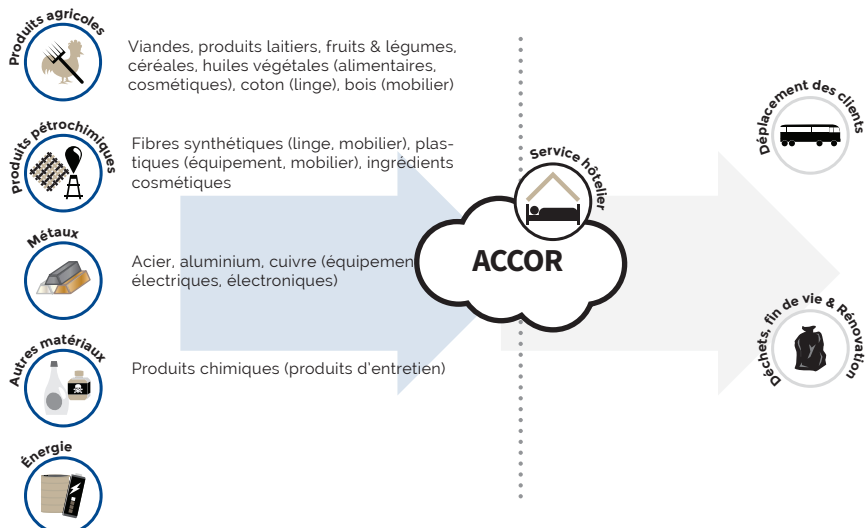 Produits agricoles
Viandes, produits laitiers, fruits & légumes,
céréales, huiles végétales (alimentaires,
cosmétiques), coton (linge), bois (mobilier)
Produits pétrochimiques
Fibres synthétiques (linge, mobilier), plas-
tiques (équipement, mobilier), ingrédients
cosmétiques
Métaux
Acier, aluminium, cuivre (équipemen
électriques, électroniques)
Autres matériaux
Produits chimiques (produits d'entretien)
Énergie
Service hôtelier
ACCOR
Déplacement des clients
Déchets, fin de vie & Rénovation